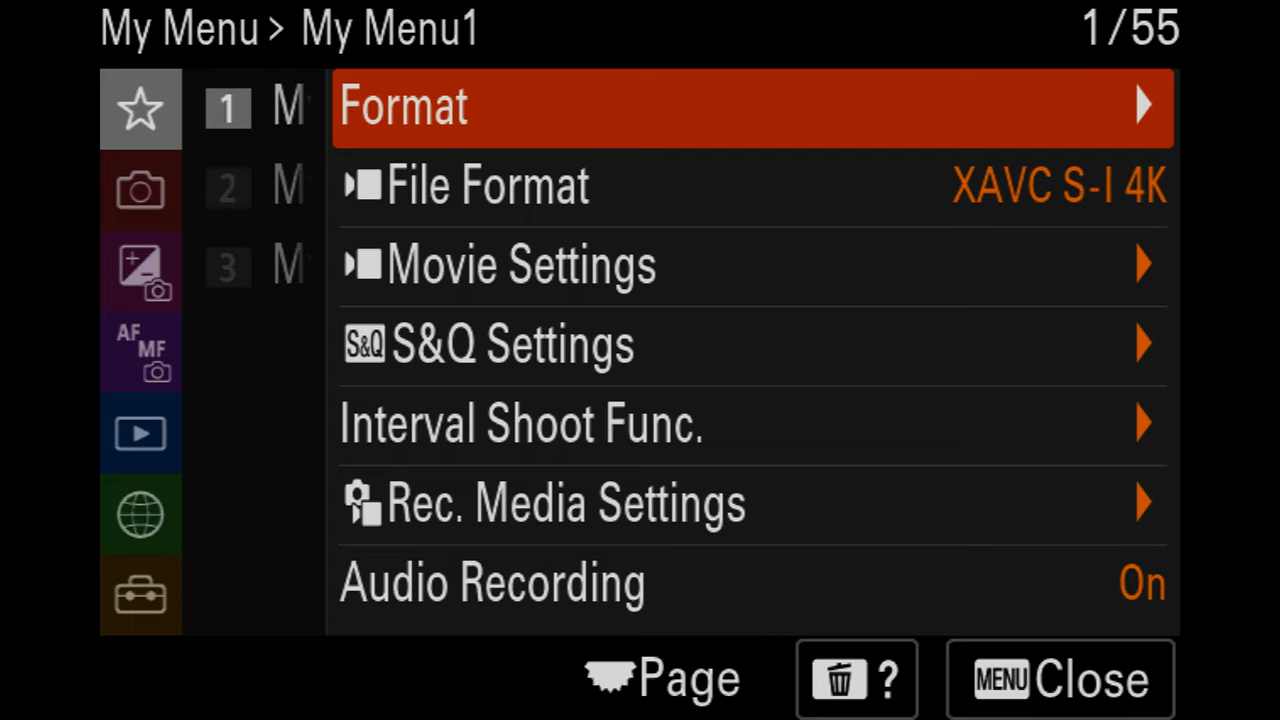 My Menu > My Menu1 1/55
1 M
2 M
3 M
AF
MF
Format
File Format XAVC S-I 4K
Movie Settings
S&Q S&Q Settings
Interval Shoot Func.
Rec. Media Settings
Audio Recording On
Page ? MENU Close